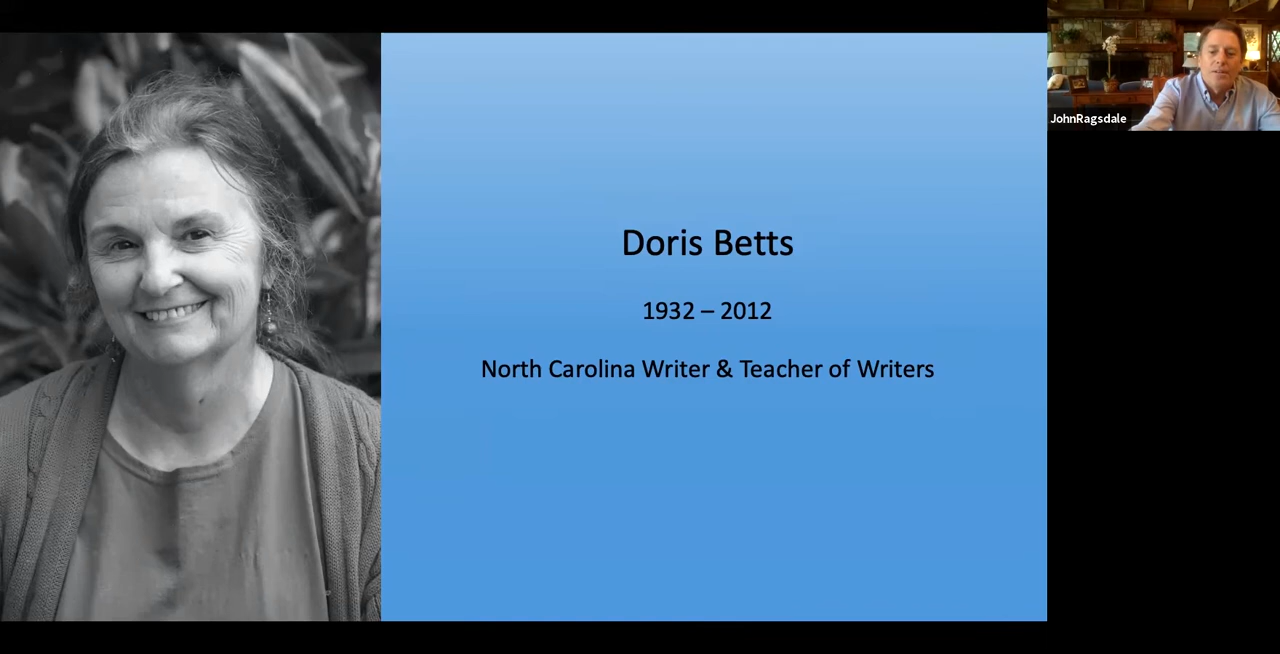 Doris Betts
1932 – 2012
North Carolina Writer & Teacher of Writers
JohnRagsdale